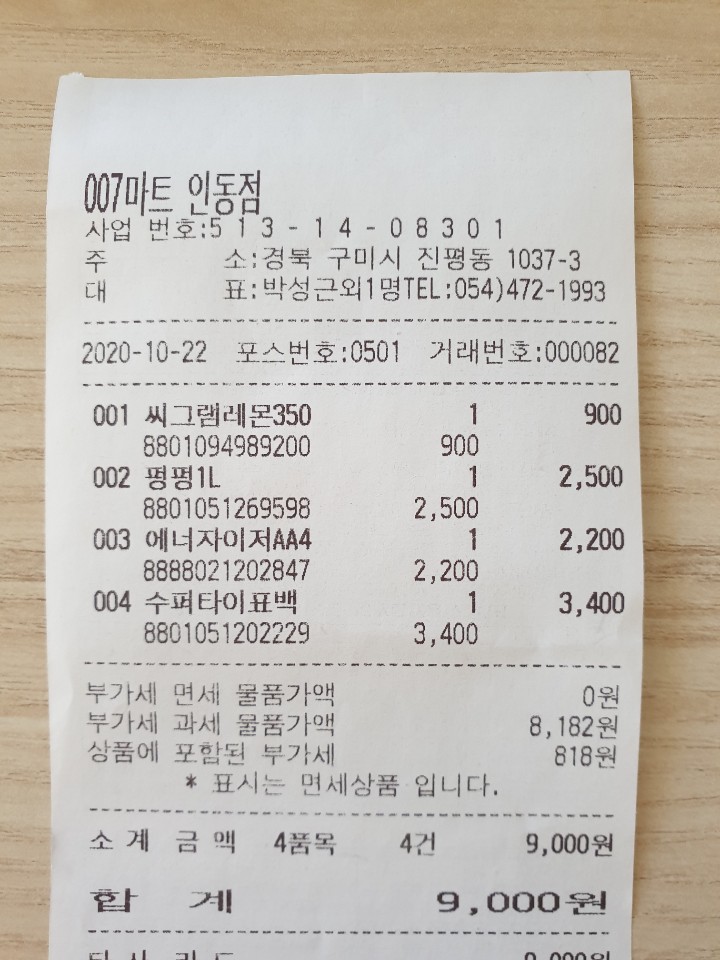 007마트 인동점
사업 번호:5 1 3 - 1 4 - 0 8 3 0 1
주 소:경북 구미시 진평동 1037-3
대 표:박성근외1명TEL:054)472-1993
2020-10-22 포스번호:0501 거래번호:000082
001 씨그램레몬350 1 900
8801094989200 900
002 펑펑1L 1 2,500
8801051269598 2,500
003 에너자이저AA4 1 2,200
8888021202847 2,200
004 수퍼타이표백 1 3,400
8801051202229 3,400
부가세 면세 물품가액 0원
부가세 과세 물품가액 8,182원
상품에 포함된 부가세 818원
* 표시는 면세상품 입니다.
소 계 금 액 4품목 4건 9,000원
합 계 9,000원